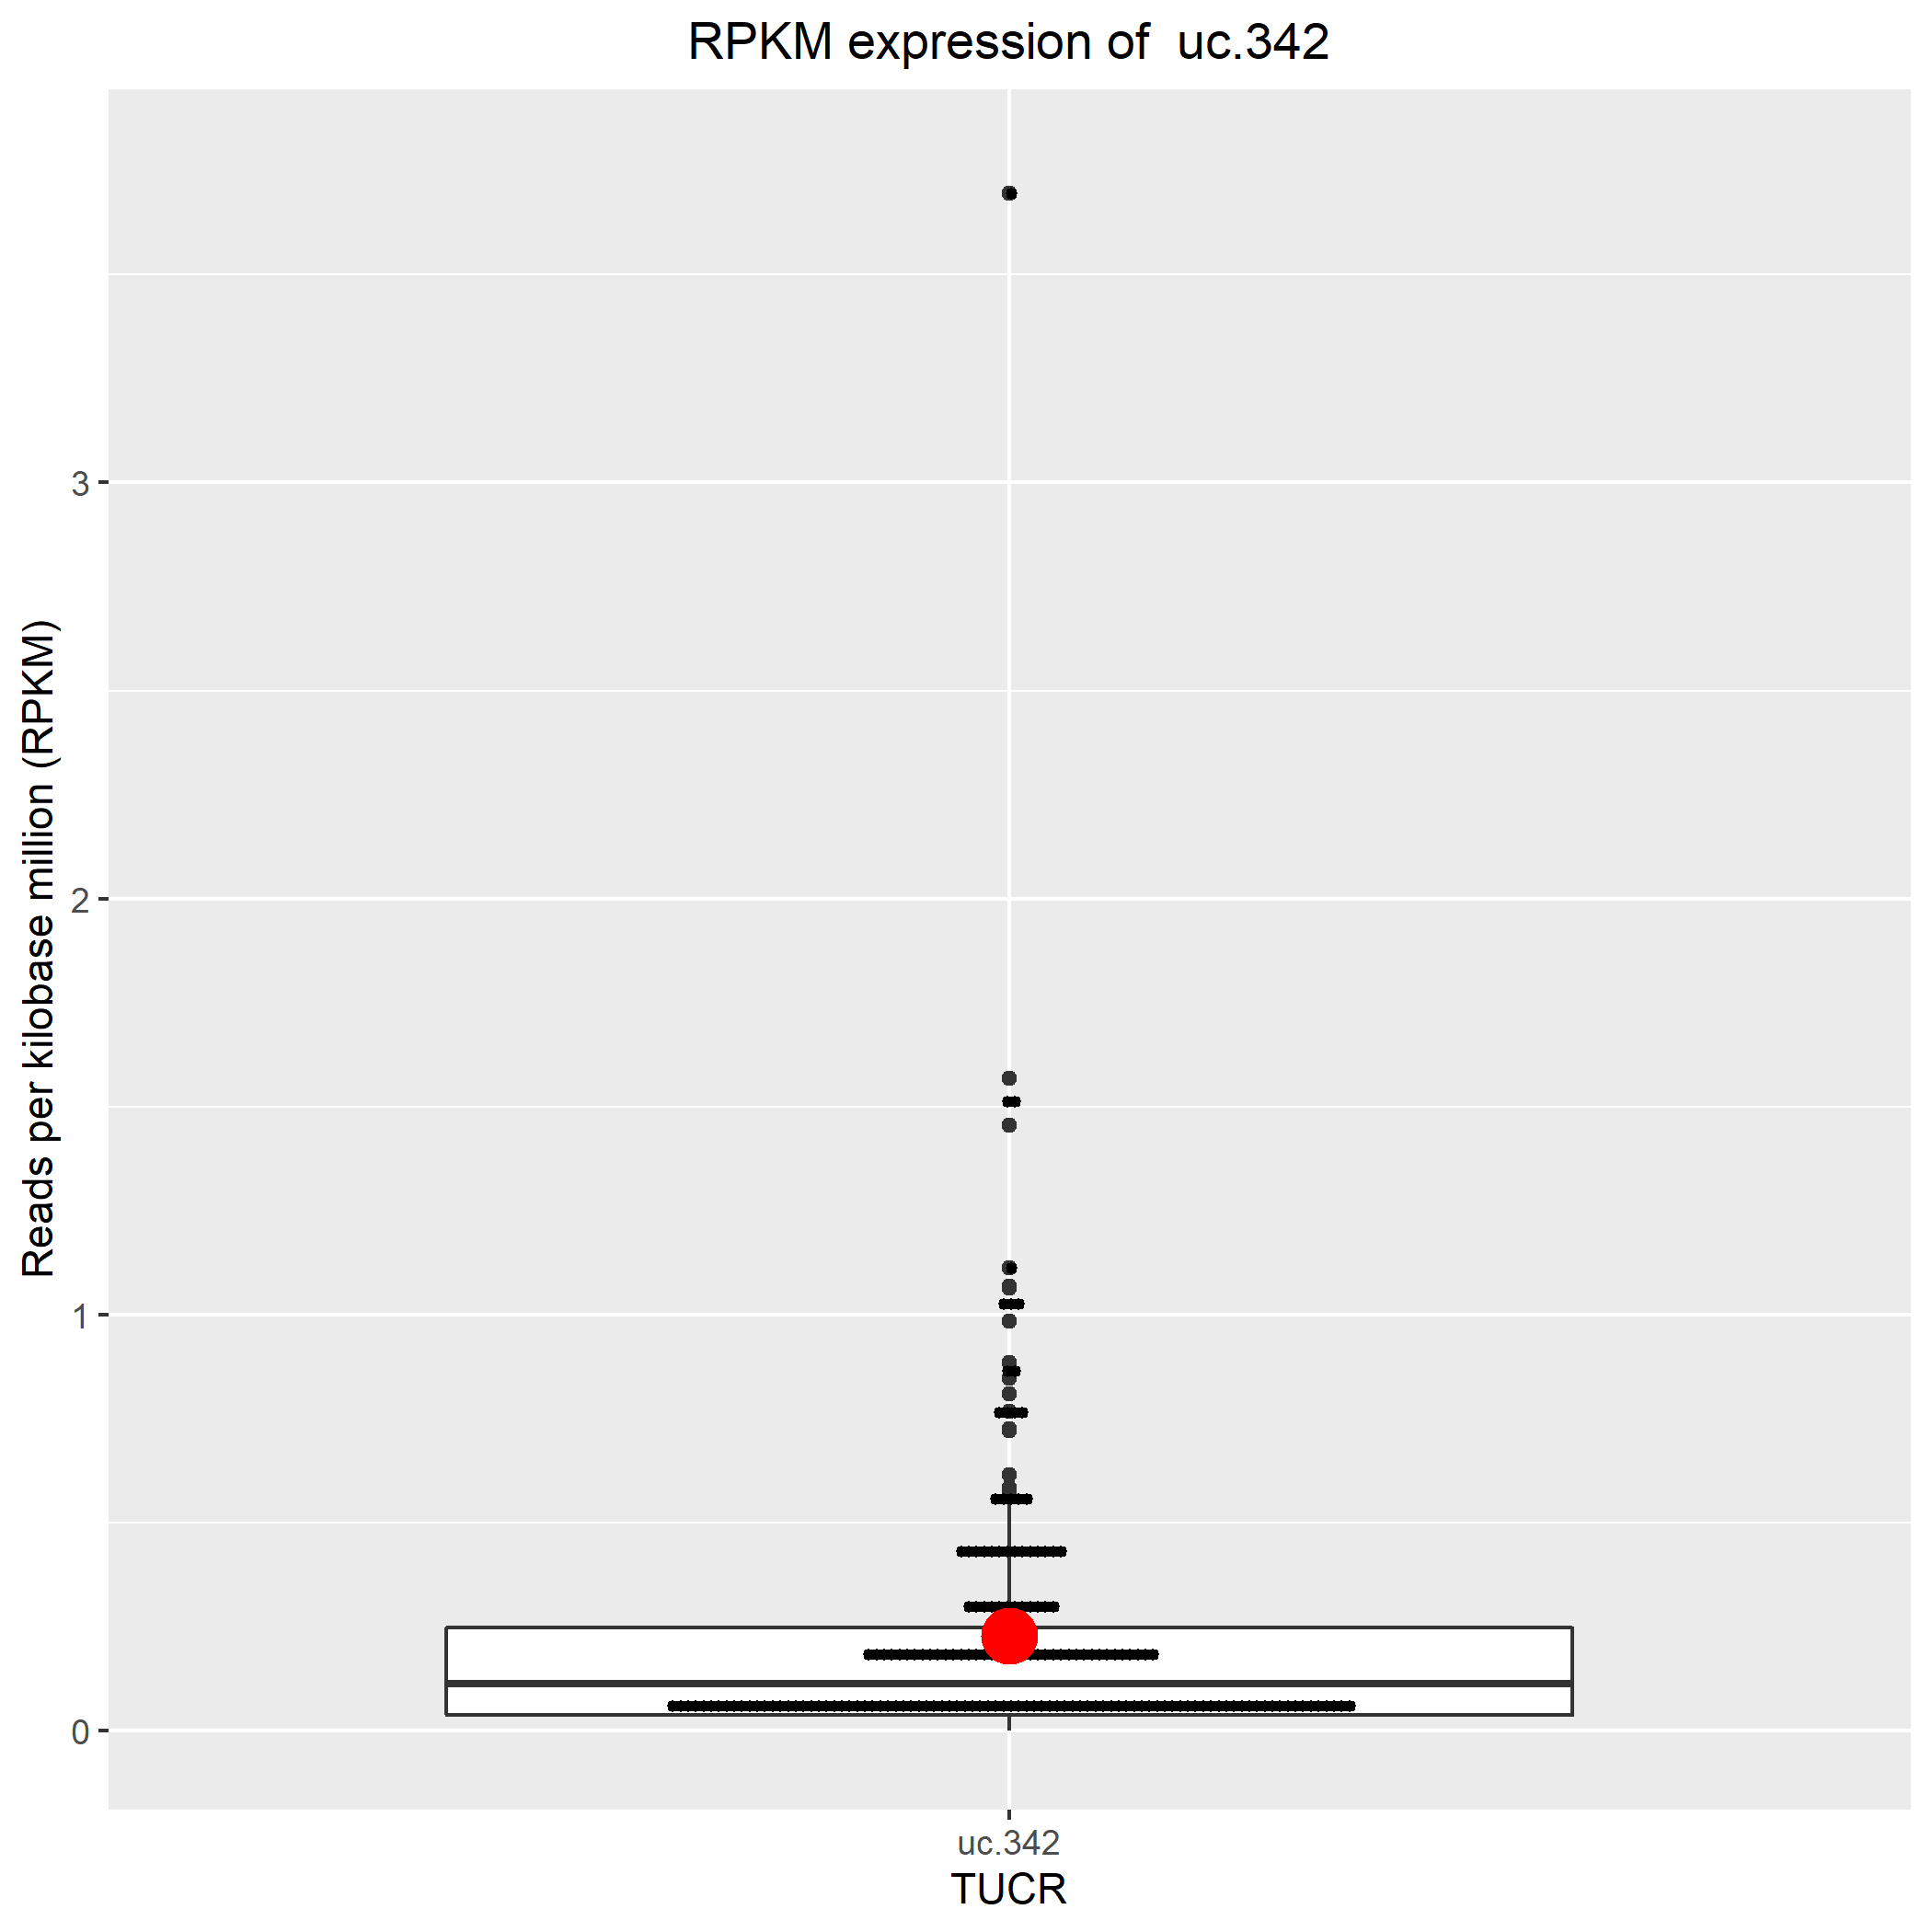 RPKM expression of  uc.342
Reads per kilobase million (RPKM)
3
2
1
0
uc.342
TUCR